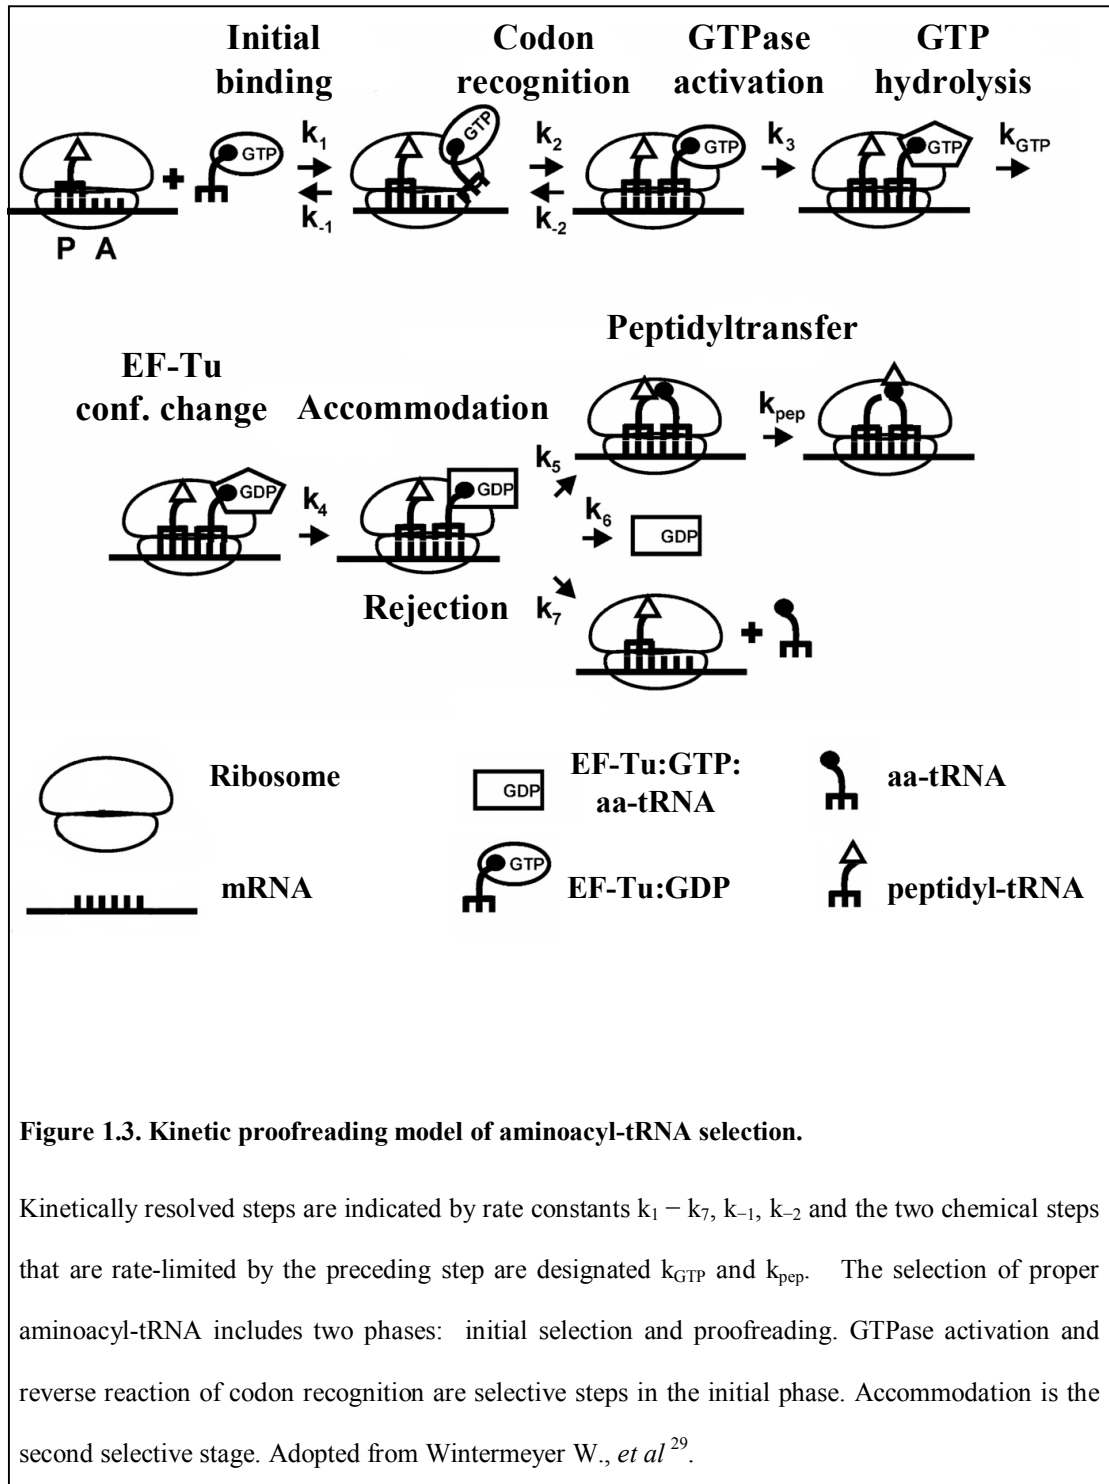 Initial binding
Codon recognition
GTPase activation
GTP hydrolysis
GTP
k1
k-1
GTP
k2
k-2
GTP
k3
GTP
kGTP
P A
Peptidyltransfer
EF-Tu conf. change
Accommodation
GDP
k4
GDP
k5
kpep
k6
GDP
Rejection
k7
Ribosome
GDP
EF-Tu:GTP:
aa-tRNA
aa-tRNA
mRNA
GTP
EF-Tu:GDP
peptidyl-tRNA
Figure 1.3. Kinetic proofreading model of aminoacyl-tRNA selection.
Kinetically resolved steps are indicated by rate constants k1 − k7, k–1, k–2 and the two chemical steps
that are rate-limited by the preceding step are designated kGTP and kpep. The selection of proper
aminoacyl-tRNA includes two phases: initial selection and proofreading. GTPase activation and
reverse reaction of codon recognition are selective steps in the initial phase. Accommodation is the
second selective stage. Adopted from Wintermeyer W., et al 29.